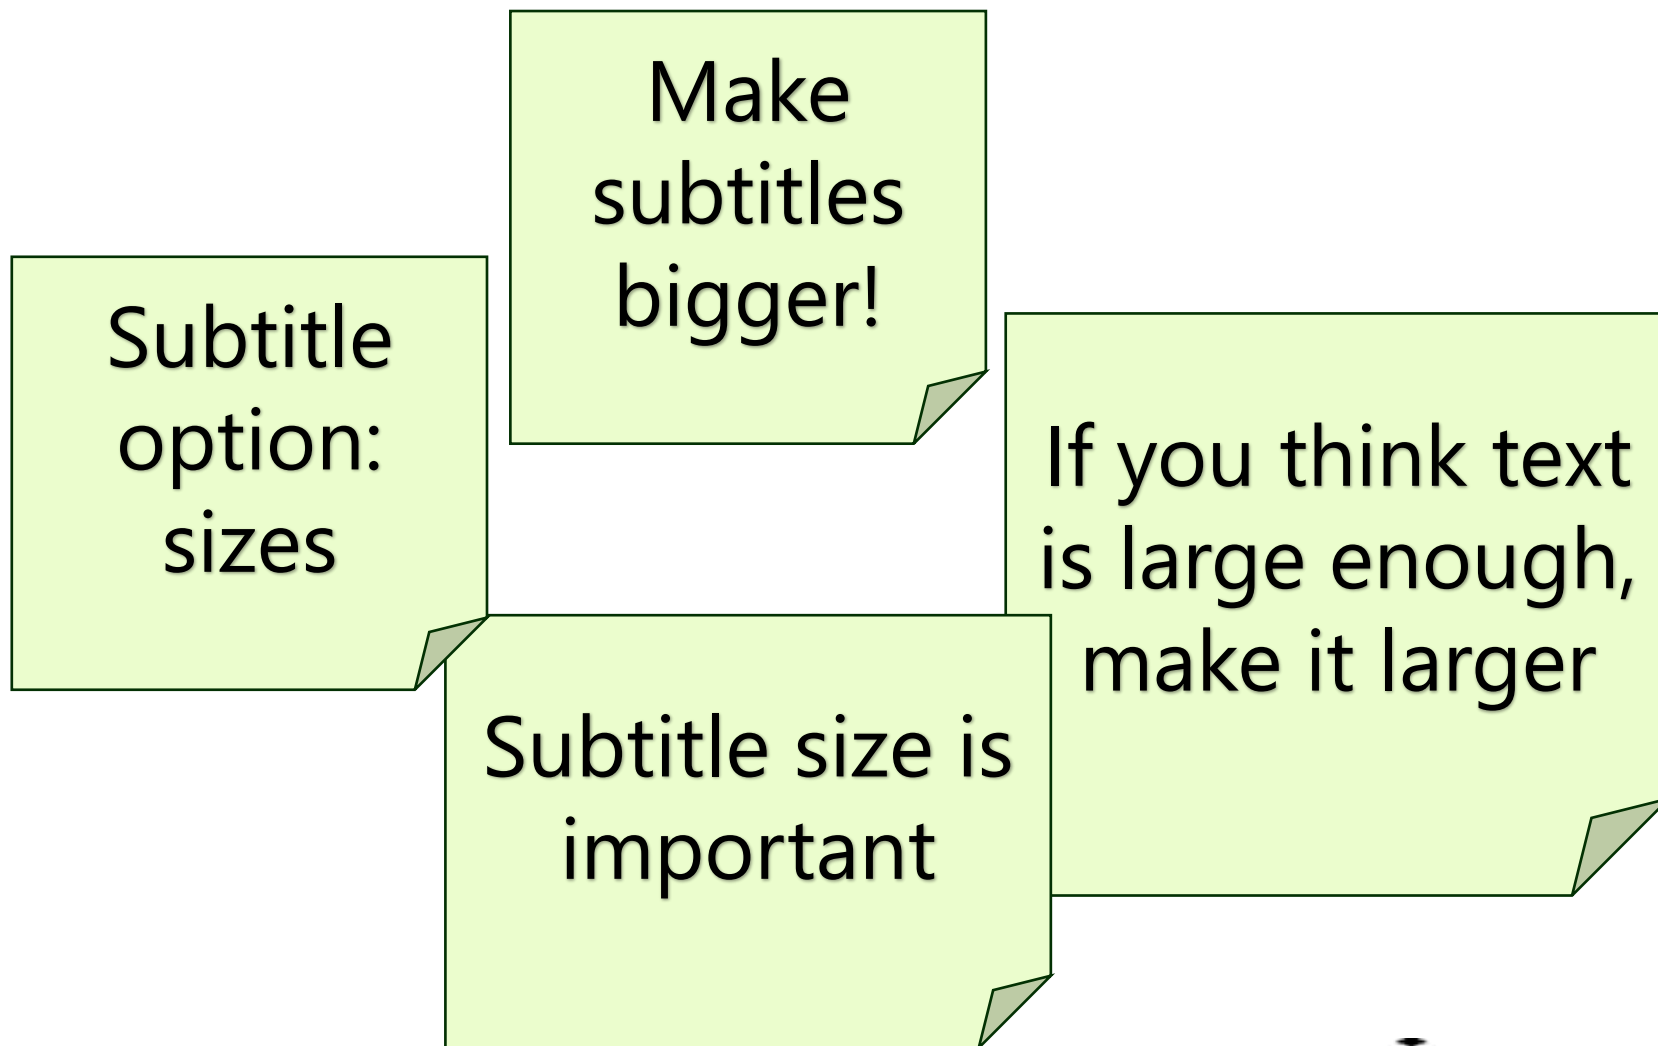 Make
subtitles
bigger!
Subtitle
option:
sizes
If you think text
is large enough,
make it larger
Subtitle size is
important